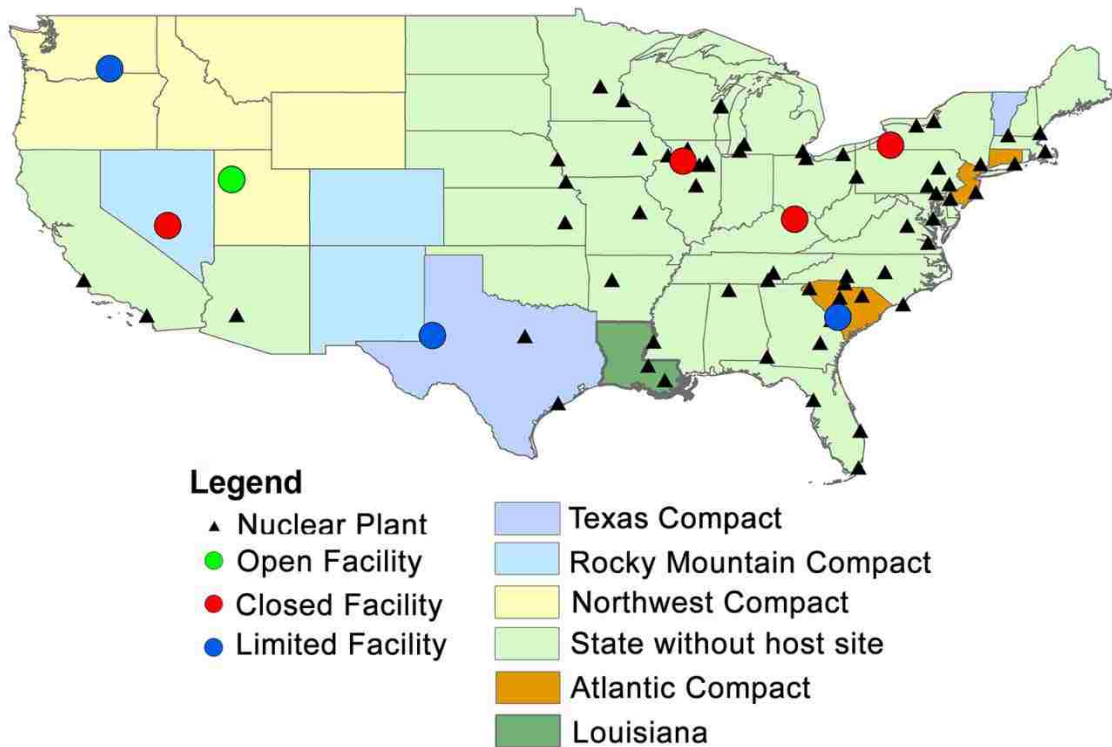 Legend
Nuclear Plant
Open Facility
Closed Facility
Limited Facility
Texas Compact
Rocky Mountain Compact
Northwest Compact
State without host site
Atlantic Compact
Louisiana